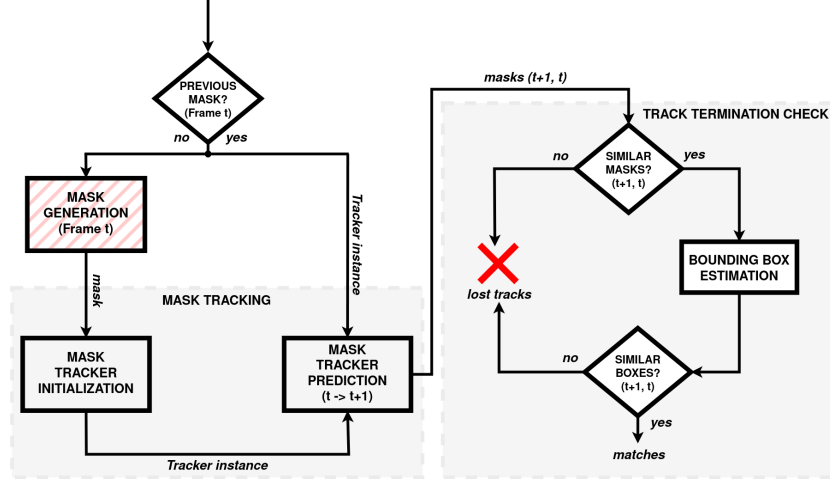 PREVIOUS
MASK?
(Frame t)
no
yes
MASK
GENERATION
(Frame t)
mask
Tracker instance
MASK TRACKING
MASK
TRACKER
INITIALIZATION
MASK
TRACKER
PREDICTION
(t -> t+1)
Tracker instance
masks (t+1, t)
TRACK TERMINATION CHECK
SIMILAR
MASKS?
(t+1, t)
no
yes
BOUNDING BOX
ESTIMATION
lost tracks
SIMILAR
BOXES?
(t+1, t)
no
yes
matches